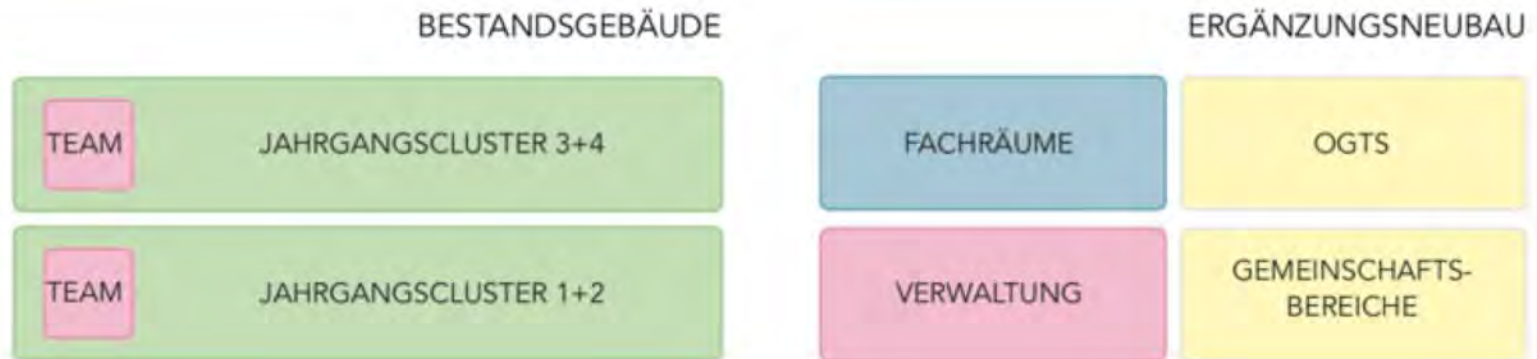 BESTANDSGEBÄUDE
ERGÄNZUNGSNEUBAU
TEAM
JAHRGANGSCLUSTER 3+4
FACHRÄUME
OGTS
TEAM
JAHRGANGSCLUSTER 1+2
VERWALTUNG
GEMEINSCHAFTS-
BEREICHE